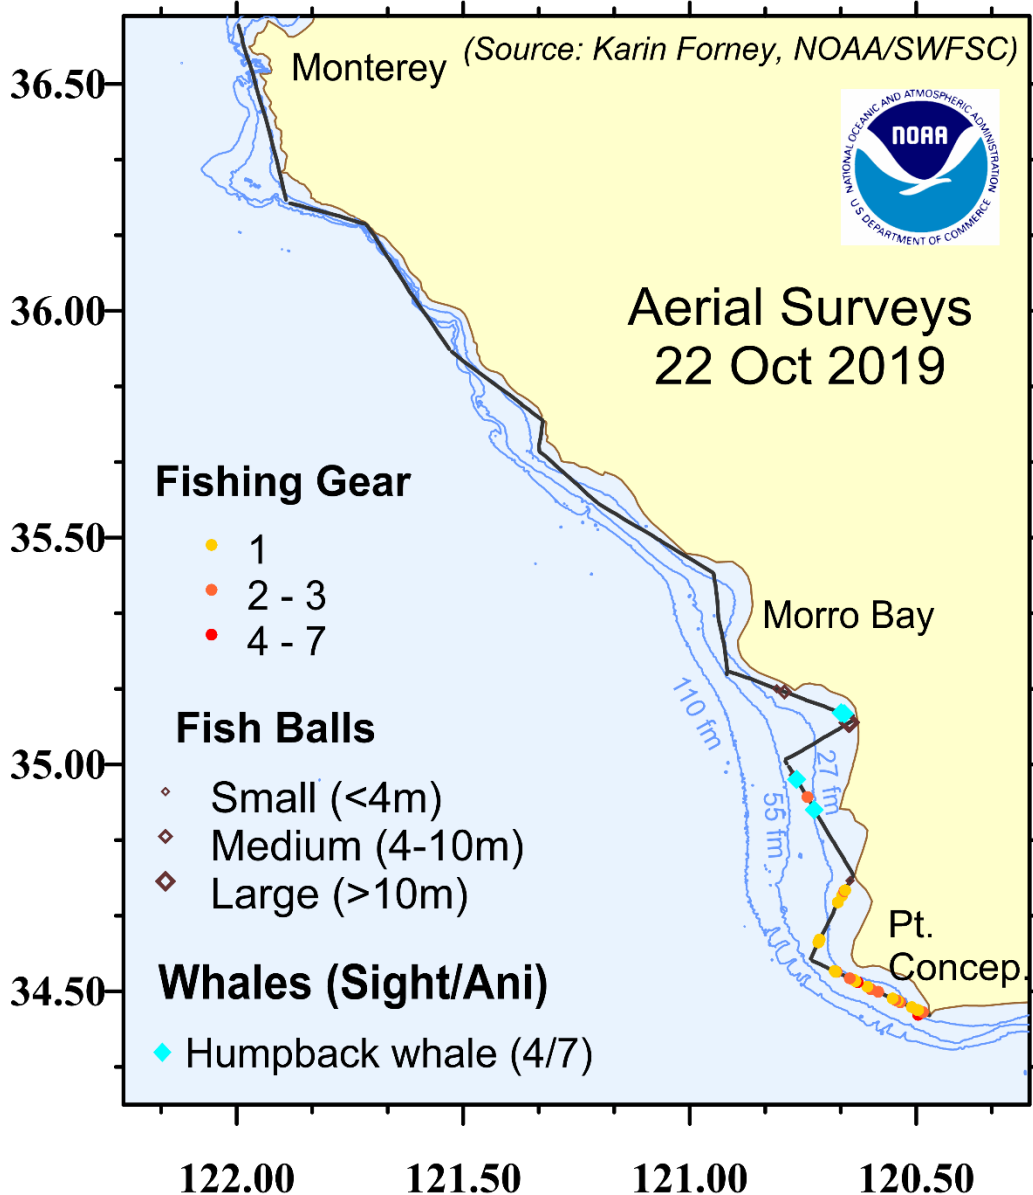 (Source: Karin Forney, NOAA/SWFSC)
Monterey
NATIONAL OCEANIC AND ATMOSPHERIC ADMINISTRATION
NOAA
U S DEPARTMENT OF COMMERCE
Aerial Surveys
22 Oct 2019
36.50
36.00
35.50
35.00
34.50
Fishing Gear
1
2 - 3
4 - 7
Morro Bay
110 fm
55 fm
27 fm
Fish Balls
Small (<4m)
Medium (4-10m)
Large (>10m)
Pt.
Concep.
Whales (Sight/Ani)
Humpback whale (4/7)
122.00 121.50 121.00 120.50